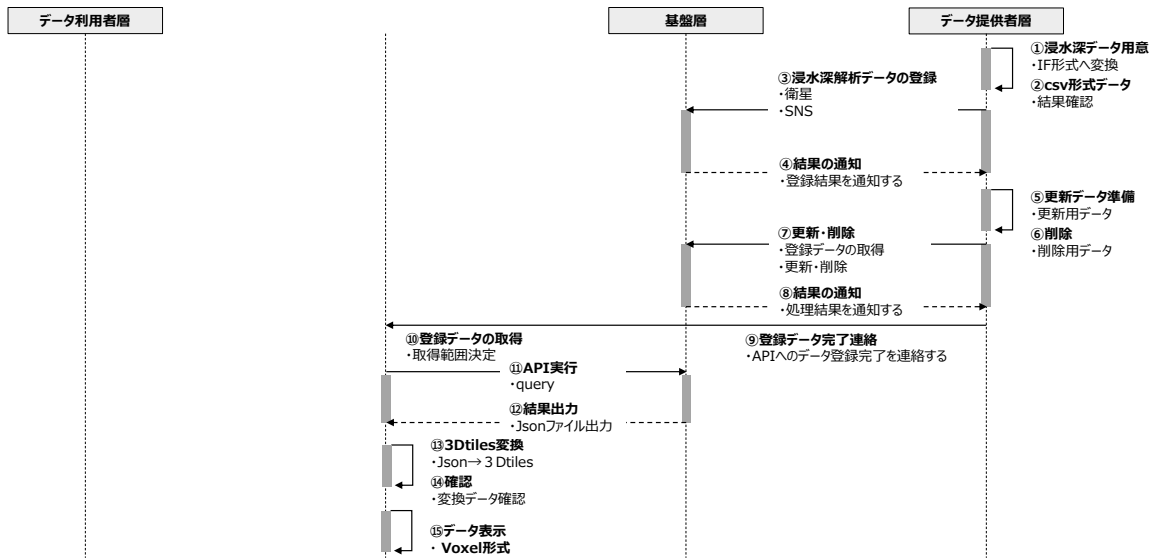 データ利用者層
基盤層
データ提供者層
①浸水深データ用意
・IF形式へ変換
②csv形式データ
・結果確認
③浸水深解析データの登録
・衛星
・SNS
④結果の通知
・登録結果を通知する
⑤更新データ準備
・更新用データ
⑥削除
・削除用データ
⑦更新・削除
・登録データの取得
・更新・削除
⑧結果の通知
・処理結果を通知する
⑨登録データ完了連絡
・APIへのデータ登録完了を連絡する
⑩登録データの取得
・取得範囲決定
⑪API実行
・query
⑫結果出力
・Jsonファイル出力
⑬3Dtiles変換
・Json→３Dtiles
⑭確認
・変換データ確認
⑮データ表示
・Voxel形式